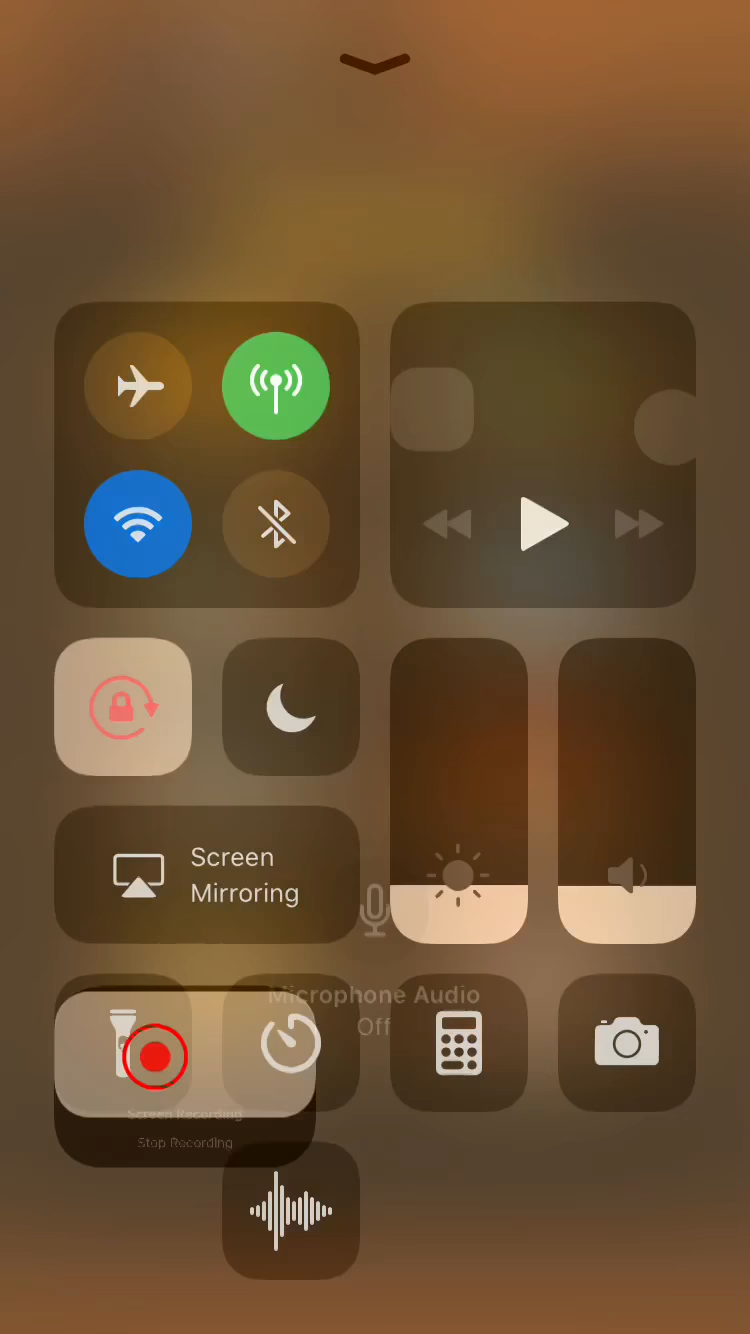 Screen
Mirroring
Microphone Audio
Off
Screen Recording
Stop Recording